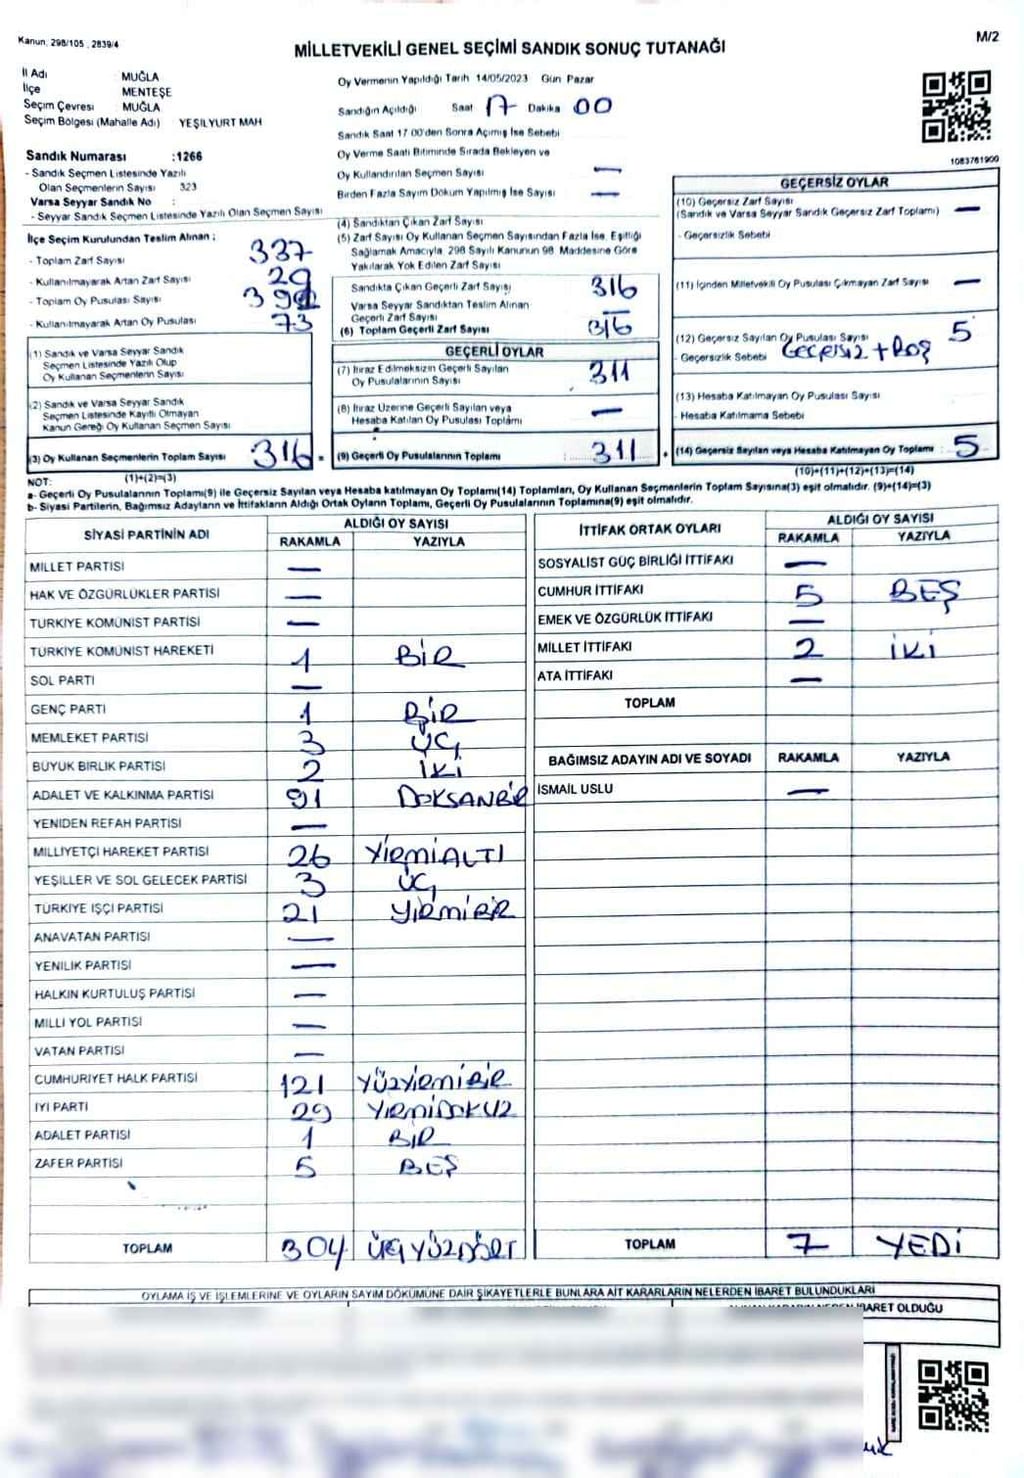 Kanun, 298/105 , 2839/4
MİLLETVEKİLİ GENEL SEÇİMİ SANDIK SONUÇ TUTANAĞI
M/2
İl Adı MUĞLA
İlçe MENTEŞE
Seçim Çevresi : MUĞLA
Seçim Bölgesi (Mahalle Adı) YEŞİLYURT MAH
Sandık Numarası :1266
- Sandık Seçmen Listesinde Yazılı
Olan Seçmenlerin Sayısı 323
Varsa Seyyar Sandık No :
- Seyyar Sandık Seçmen Listesinde Yazılı Olan Seçmen Sayısı
Oy Vermenin Yapıldığı Tarih 14/05/2023 Gün Pazar
Sandığın Açıldığı Saat 17 Dakika 00
Sandık Saat 17 00'den Sonra Açılmış İse Sebebi
Oy Verme Saati Bitiminde Sırada Bekleyen ve
Oy Kullandırılan Seçmen Sayısı —
Birden Fazla Sayım Döküm Yapılmış İse Sayısı —
1083761900
İlçe Seçim Kurulundan Teslim Alınan ;
- Toplam Zarf Sayısı 337
- Kullanılmayarak Artan Zarf Sayısı
- Toplam Oy Pusulası Sayısı
- Kullanılmayarak Artan Oy Pusulası 73
(1) Sandık ve Varsa Seyyar Sandık
Seçmen Listesinde Yazılı Olup
Oy Kullanan Seçmenlerin Sayısı
(2) Sandık ve Varsa Seyyar Sandık
Seçmen Listesinde Kayıtlı Olmayan
Kanun Gereği Oy Kullanan Seçmen Sayısı
(3) Oy Kullanan Seçmenlerin Toplam Sayısı 316
(1)+(2)=(3)
(4) Sandıktan Çıkan Zarf Sayısı
(5) Zarf Sayısı Oy Kullanan Seçmen Sayısından Fazla İse, Eşitliği
Sağlamak Amacıyla, 298 Sayılı Kanunun 98. Maddesine Göre
Yakılarak Yok Edilen Zarf Sayısı
Sandıkta Çıkan Geçerli Zarf Sayısı 316
Varsa Seyyar Sandıktan Teslim Alınan
Geçerli Zarf Sayısı —
(6) Toplam Geçerli Zarf Sayısı 316
GEÇERLİ OYLAR
(7) İtiraz Edilmeksizin Geçerli Sayılan
Oy Pusulalarının Sayısı 311
(8) İtiraz Üzerine Geçerli Sayılan veya
Hesaba Katılan Oy Pusulası Toplamı —
(9) Geçerli Oy Pusulalarının Toplamı : 311
GEÇERSİZ OYLAR
(10) Geçersiz Zarf Sayısı
(Sandık ve Varsa Seyyar Sandık Geçersiz Zarf Toplamı) —
- Geçersizlik Sebebi
(11) İçinden Milletvekili Oy Pusulası Çıkmayan Zarf Sayısı —
(12) Geçersiz Sayılan Oy Pusulası Sayısı 5
- Geçersizlik Sebebi GEÇERSİZ + BOŞ
(13) Hesaba Katılmayan Oy Pusulası Sayısı
- Hesaba Katılmama Sebebi
(14) Geçersiz Sayılan veya Hesaba Katılmayan Oy Toplamı : 5
(10)+(11)+(12)+(13)=(14)
NOT:
a- Geçerli Oy Pusulalarının Toplamı(9) ile Geçersiz Sayılan veya Hesaba katılmayan Oy Toplamı(14) Toplamları, Oy Kullanan Seçmenlerin Toplam Sayısına(3) eşit olmalıdır. (9)+(14)=(3)
b- Siyasi Partilerin, Bağımsız Adayların ve İttifakların Aldığı Ortak Oyların Toplamı, Geçerli Oy Pusulalarının Toplamına(9) eşit olmalıdır.
SİYASİ PARTİNİN ADI ALDIĞI OY SAYISI
RAKAMLA YAZIYLA
MİLLET PARTİSİ —
HAK VE ÖZGÜRLÜKLER PARTİSİ —
TÜRKİYE KOMÜNİST PARTİSİ —
TÜRKİYE KOMÜNİST HAREKETİ 1 BİR
SOL PARTİ —
GENÇ PARTİ 1 BİR
MEMLEKET PARTİSİ 3 ÜÇ
BÜYÜK BİRLİK PARTİSİ 2 İKİ
ADALET VE KALKINMA PARTİSİ 91 DOKSANBİR
YENİDEN REFAH PARTİSİ —
MİLLİYETÇİ HAREKET PARTİSİ 26 YİRMİALTI
YEŞİLLER VE SOL GELECEK PARTİSİ 3 ÜÇ
TÜRKİYE İŞÇİ PARTİSİ 21 YİRMİBİR
ANAVATAN PARTİSİ —
YENİLİK PARTİSİ —
HALKIN KURTULUŞ PARTİSİ —
MİLLİ YOL PARTİSİ —
VATAN PARTİSİ —
CUMHURİYET HALK PARTİSİ 121 YÜZYİRMİBİR
İYİ PARTİ 29 YİRMİDOKUZ
ADALET PARTİSİ 1 BİR
ZAFER PARTİSİ 5 BEŞ
TOPLAM 304 ÜÇYÜZDÖRT
İTTİFAK ORTAK OYLARI ALDIĞI OY SAYISI
RAKAMLA YAZIYLA
SOSYALİST GÜÇ BİRLİĞİ İTTİFAKI —
CUMHUR İTTİFAKI 5 BEŞ
EMEK VE ÖZGÜRLÜK İTTİFAKI —
MİLLET İTTİFAKI 2 İKİ
ATA İTTİFAKI —
TOPLAM
BAĞIMSIZ ADAYIN ADI VE SOYADI RAKAMLA YAZIYLA
İSMAİL USLU —
TOPLAM 7 YEDİ
OYLAMA İŞ VE İŞLEMLERİNE VE OYLARIN SAYIM DÖKÜMÜNE DAİR ŞİKAYETLERLE BUNLARA AİT KARARLARIN NELERDEN İBARET BULUNDUKLARI
İBARET OLDUĞU